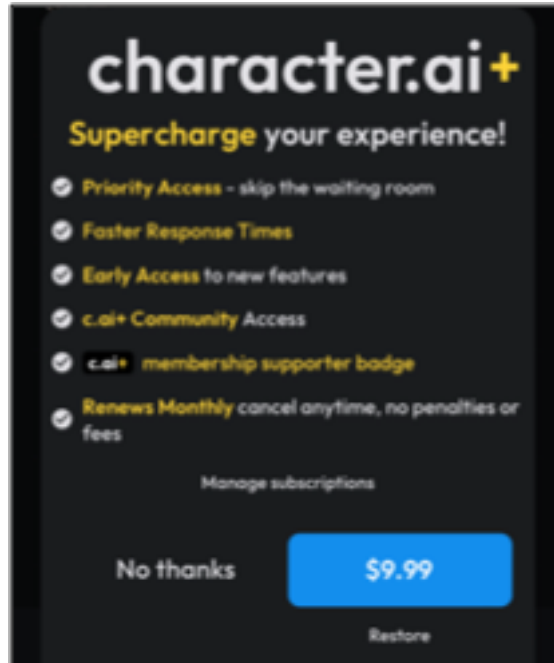 character.ai+
Supercharge your experience!
Priority Access - skip the waiting room
Faster Response Times
Early Access to new features
c.ai+ Community Access
c.ai+ membership supporter badge
Renews Monthly cancel anytime, no penalties or
fees
Manage subscriptions
No thanks
$9.99
Restore